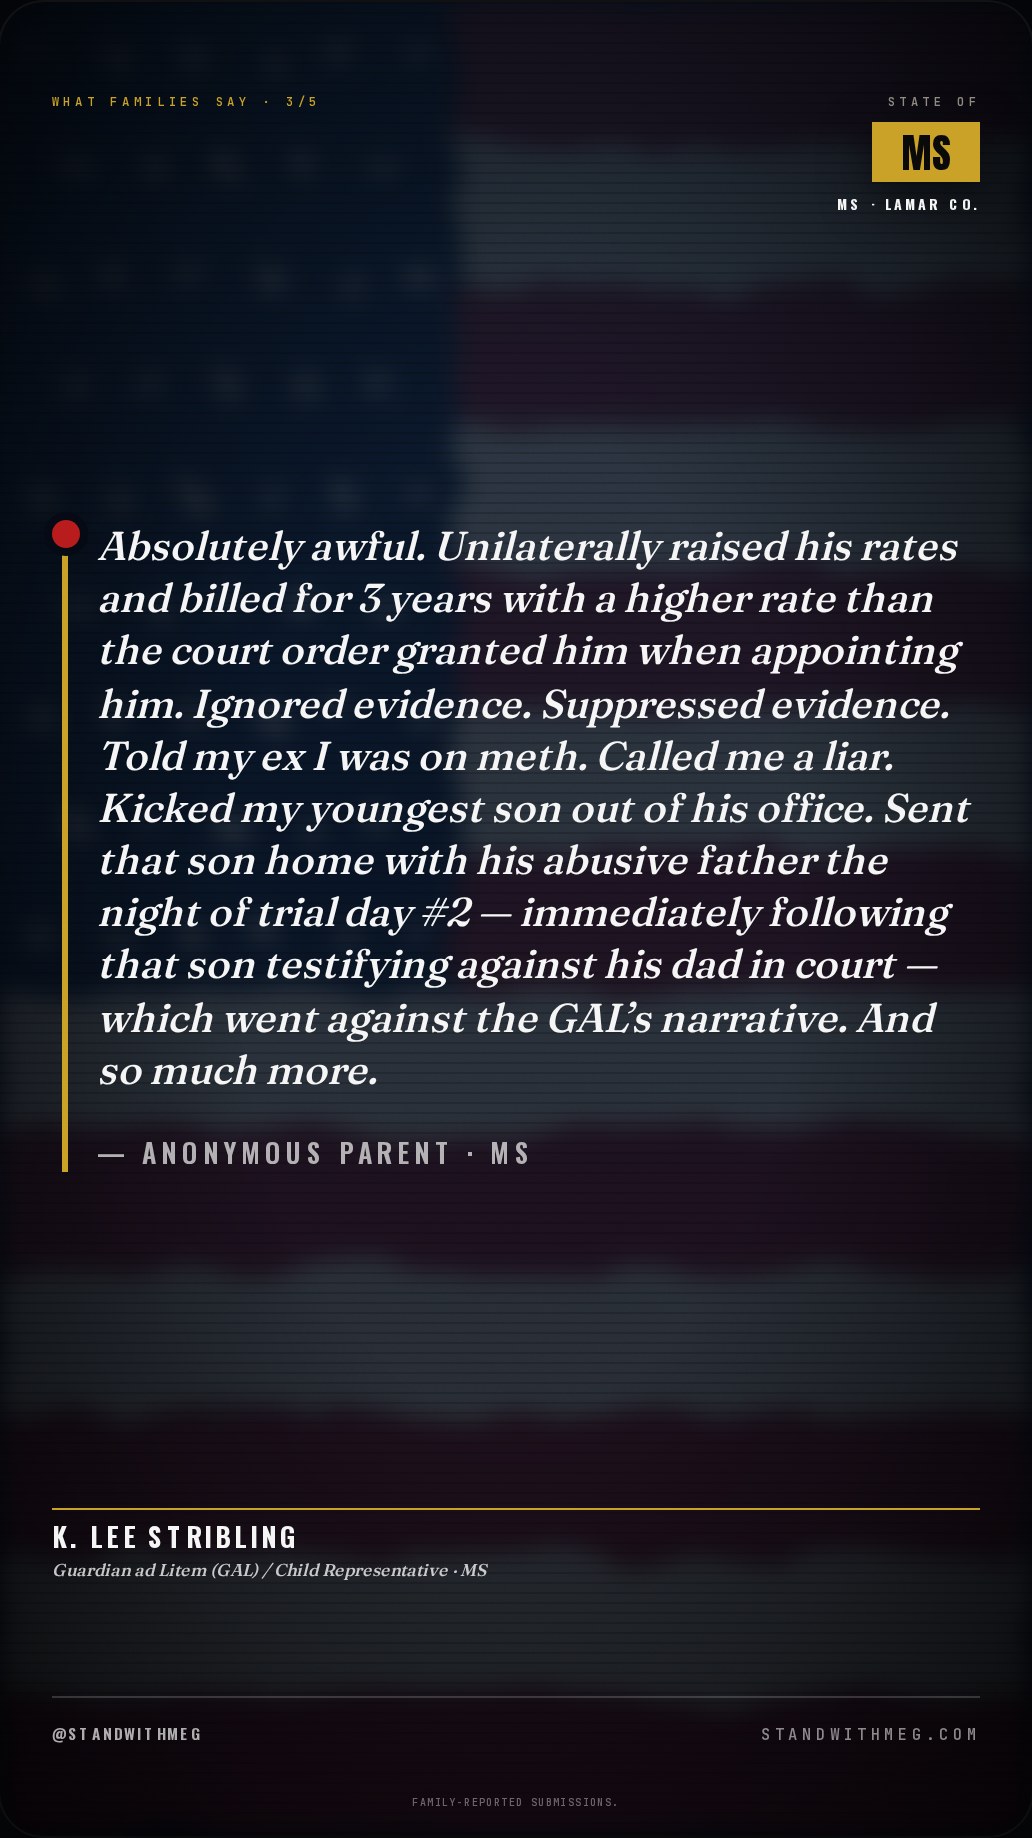 WHAT FAMILIES SAY · 3/5
STATE OF
MS
MS · LAMAR CO.
Absolutely awful. Unilaterally raised his rates
and billed for 3 years with a higher rate than
the court order granted him when appointing
him. Ignored evidence. Suppressed evidence.
Told my ex I was on meth. Called me a liar.
Kicked my youngest son out of his office. Sent
that son home with his abusive father the
night of trial day #2 — immediately following
that son testifying against his dad in court —
which went against the GAL’s narrative. And
so much more.
— ANONYMOUS PARENT · MS
K. LEE STRIBLING
Guardian ad Litem (GAL) / Child Representative · MS
@STANDWITHMEG
STANDWITHMEG.COM
FAMILY-REPORTED SUBMISSIONS.